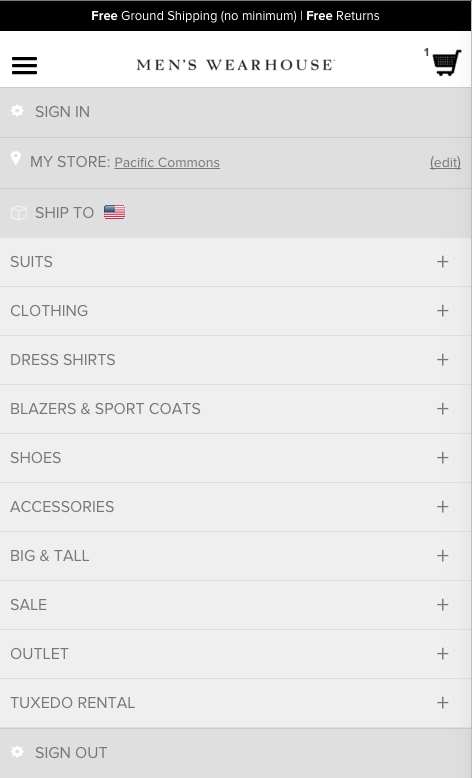 Free Ground Shipping (no minimum) | Free Returns
MEN'S WEARHOUSE
1
SIGN IN
MY STORE: Pacific Commons (edit)
SHIP TO
SUITS +
CLOTHING +
DRESS SHIRTS +
BLAZERS & SPORT COATS +
SHOES +
ACCESSORIES +
BIG & TALL +
SALE +
OUTLET +
TUXEDO RENTAL +
SIGN OUT